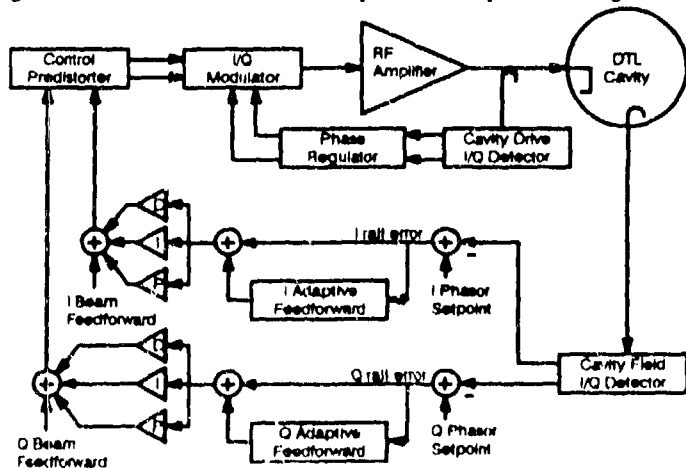 Control
Predistorter
I/Q
Modulator
RF
Amplifier
DTL
Cavity
Phase
Regulator
Cavity Drive
I/Q Detector
D
I
P
I rail error
I Adaptive
Feedforward
I Beam
Feedforward
I Phasor
Setpoint
D
I
P
Q rail error
Cavity Field
I/Q Detector
Q Adaptive
Feedforward
Q Beam
Feedforward
Q Phasor
Setpoint